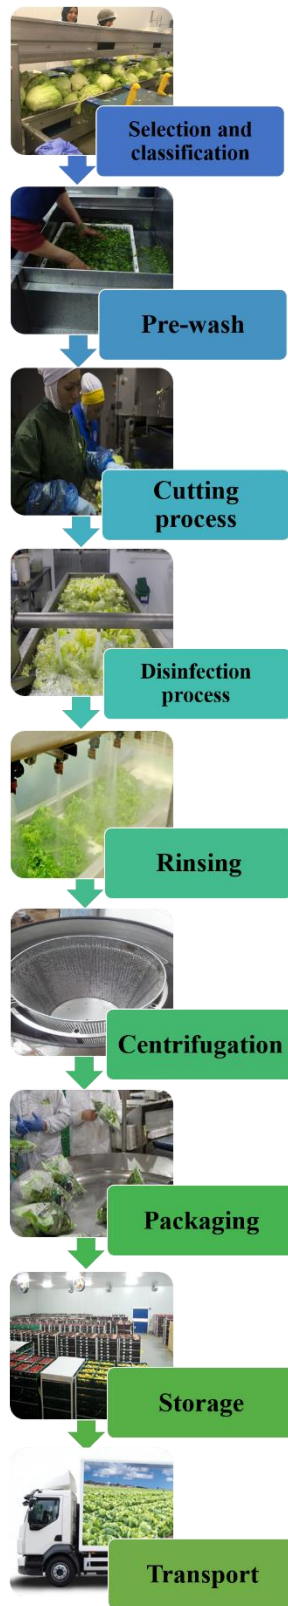 Selection and
classification
Pre-wash
Cutting
process
Disinfection
process
Rinsing
Centrifugation
Packaging
Storage
Transport